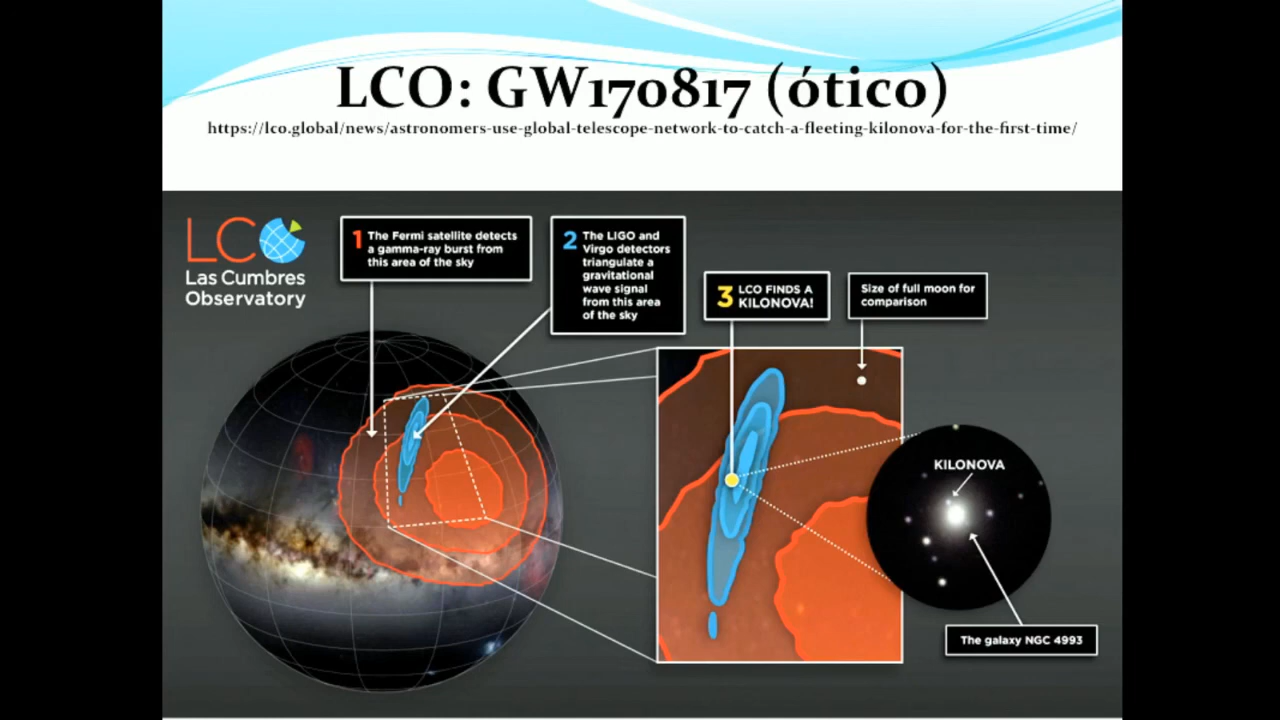 LCO: GW170817 (ótico)
https://lco.global/news/astronomers-use-global-telescope-network-to-catch-a-fleeting-kilonova-for-the-first-time/
LCO
Las Cumbres
Observatory
1 The Fermi satellite detects
a gamma-ray burst from
this area of the sky
2 The LIGO and
Virgo detectors
triangulate a
gravitational
wave signal
from this area
of the sky
3 LCO FINDS A
KILONOVA!
Size of full moon for
comparison
KILONOVA
The galaxy NGC 4993